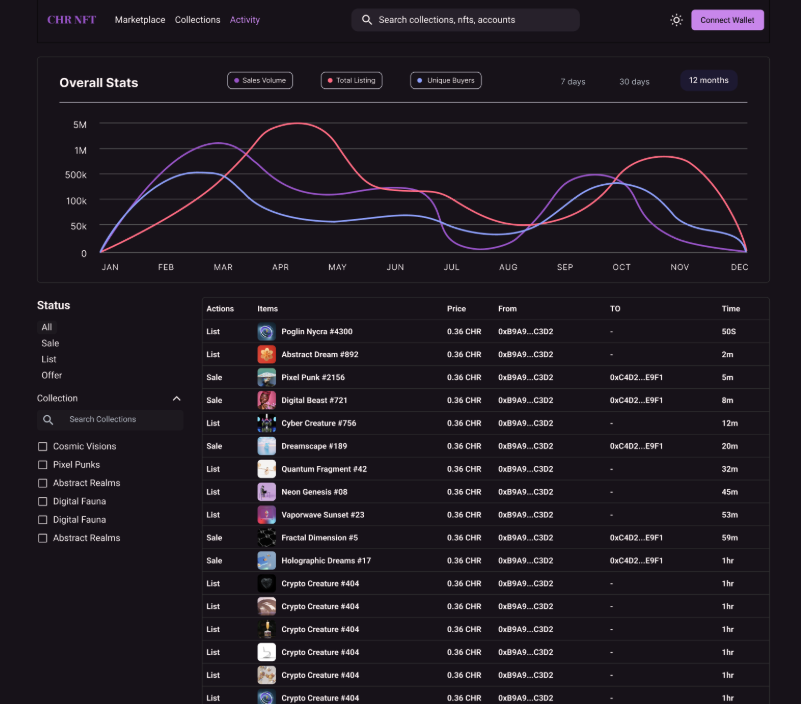 CHR NFT Marketplace Collections Activity Search collections, nfts, accounts Connect Wallet
Overall Stats Sales Volume Total Listing Unique Buyers 7 days 30 days 12 months
5M
1M
500k
100k
50k
0
JAN FEB MAR APR MAY JUN JUL AUG SEP OCT NOV DEC
Status
All
Sale
List
Offer
Collection
Search Collections
Cosmic Visions
Pixel Punks
Abstract Realms
Digital Fauna
Digital Fauna
Abstract Realms
Actions Items Price From TO Time
List Poglin Nycra #4300 0.36 CHR 0xB9A9...C3D2 - 50S
List Abstract Dream #892 0.36 CHR 0xB9A9...C3D2 - 2m
Sale Pixel Punk #2156 0.36 CHR 0xB9A9...C3D2 0xC4D2...E9F1 5m
Sale Digital Beast #721 0.36 CHR 0xB9A9...C3D2 0xC4D2...E9F1 8m
List Cyber Creature #756 0.36 CHR 0xB9A9...C3D2 - 12m
Sale Dreamscape #189 0.36 CHR 0xB9A9...C3D2 0xC4D2...E9F1 20m
List Quantum Fragment #42 0.36 CHR 0xB9A9...C3D2 - 32m
List Neon Genesis #08 0.36 CHR 0xB9A9...C3D2 - 45m
List Vaporwave Sunset #23 0.36 CHR 0xB9A9...C3D2 - 53m
Sale Fractal Dimension #5 0.36 CHR 0xB9A9...C3D2 0xC4D2...E9F1 59m
Sale Holographic Dreams #17 0.36 CHR 0xB9A9...C3D2 0xC4D2...E9F1 1hr
List Crypto Creature #404 0.36 CHR 0xB9A9...C3D2 - 1hr
List Crypto Creature #404 0.36 CHR 0xB9A9...C3D2 - 1hr
List Crypto Creature #404 0.36 CHR 0xB9A9...C3D2 - 1hr
List Crypto Creature #404 0.36 CHR 0xB9A9...C3D2 - 1hr
List Crypto Creature #404 0.36 CHR 0xB9A9...C3D2 - 1hr
List Crypto Creature #404 0.36 CHR 0xB9A9...C3D2 - 1hr